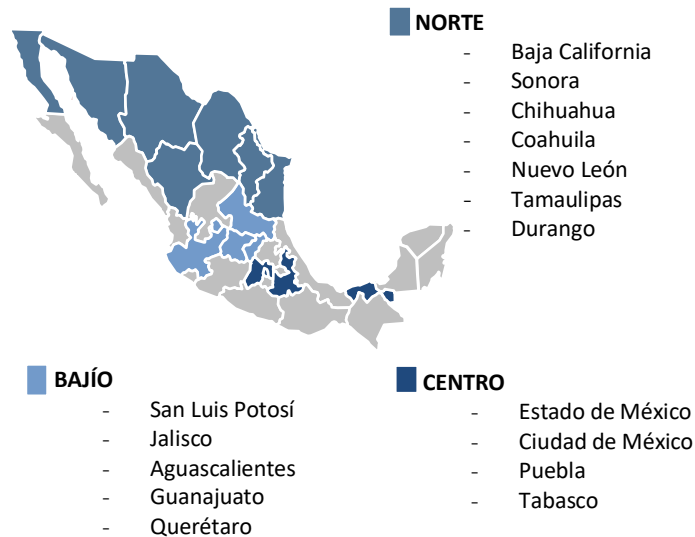 NORTE
- Baja California
- Sonora
- Chihuahua
- Coahuila
- Nuevo León
- Tamaulipas
- Durango
BAJÍO
- San Luis Potosí
- Jalisco
- Aguascalientes
- Guanajuato
- Querétaro
CENTRO
- Estado de México
- Ciudad de México
- Puebla
- Tabasco